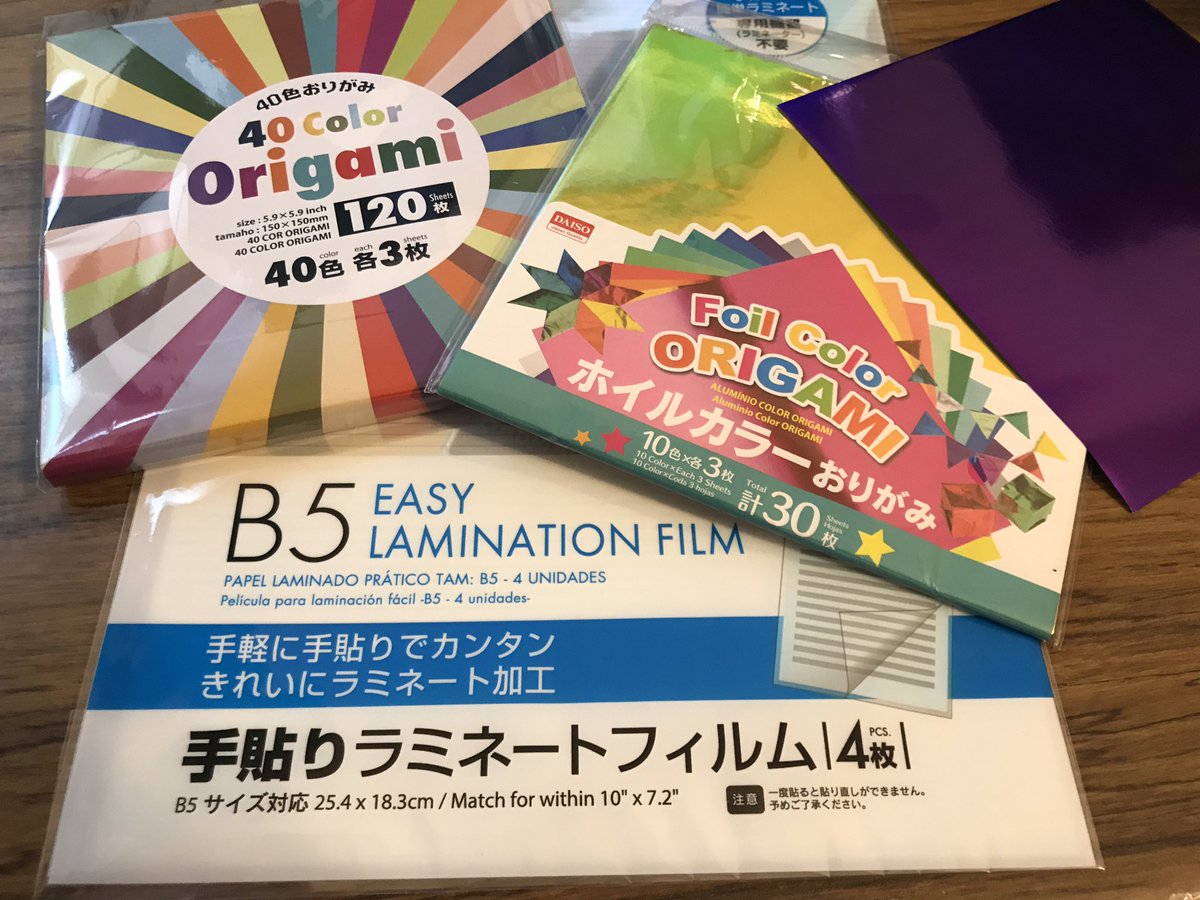 40色おりがみ
40 Color
Origami
size : 5.9×5.9 inch
tamaho : 150×150mm
40 COR ORIGAMI
40 COLOR ORIGAMI
120 Sheets 枚
40色 color 各 each 3枚 sheets
ラミネート
専用機器
(ラミネーター)
不要
DAISO
Foil Color
ORIGAMI
ALUMÍNIO COLOR ORIGAMI
Aluminio Color ORIGAMI
ホイルカラーおりがみ
10色×各3枚
10 Color×Each 3 Sheets
10 Color×Coda 3 hojas
Total 計30枚 Sheets Hojas
B5 EASY
LAMINATION FILM
PAPEL LAMINADO PRÁTICO TAM: B5 - 4 UNIDADES
Película para laminación fácil -B5 - 4 unidades-
手軽に手貼りでカンタン
きれいにラミネート加工
手貼りラミネートフィルム 4枚 PCS.
B5 サイズ対応 25.4 x 18.3cm / Match for within 10" x 7.2"
注意 一度貼ると貼り直しができません。
予めご了承ください。